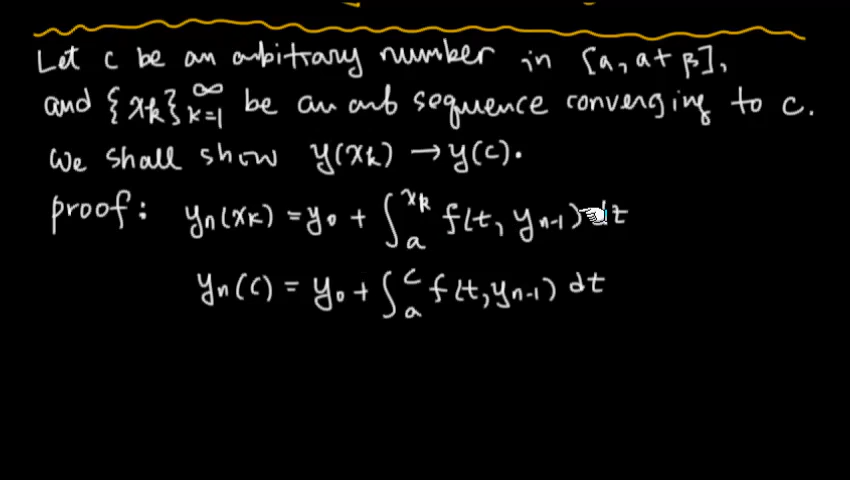 Let c be an arbitrary number in [a, a+β],
and {x_k}_{k=1}^∞ be an arb sequence converging to c.
We shall show y(x_k) → y(c).
proof: y_n(x_k) = y_0 + ∫_a^{x_k} f(t, y_{n-1}) dt
y_n(c) = y_0 + ∫_a^c f(t, y_{n-1}) dt